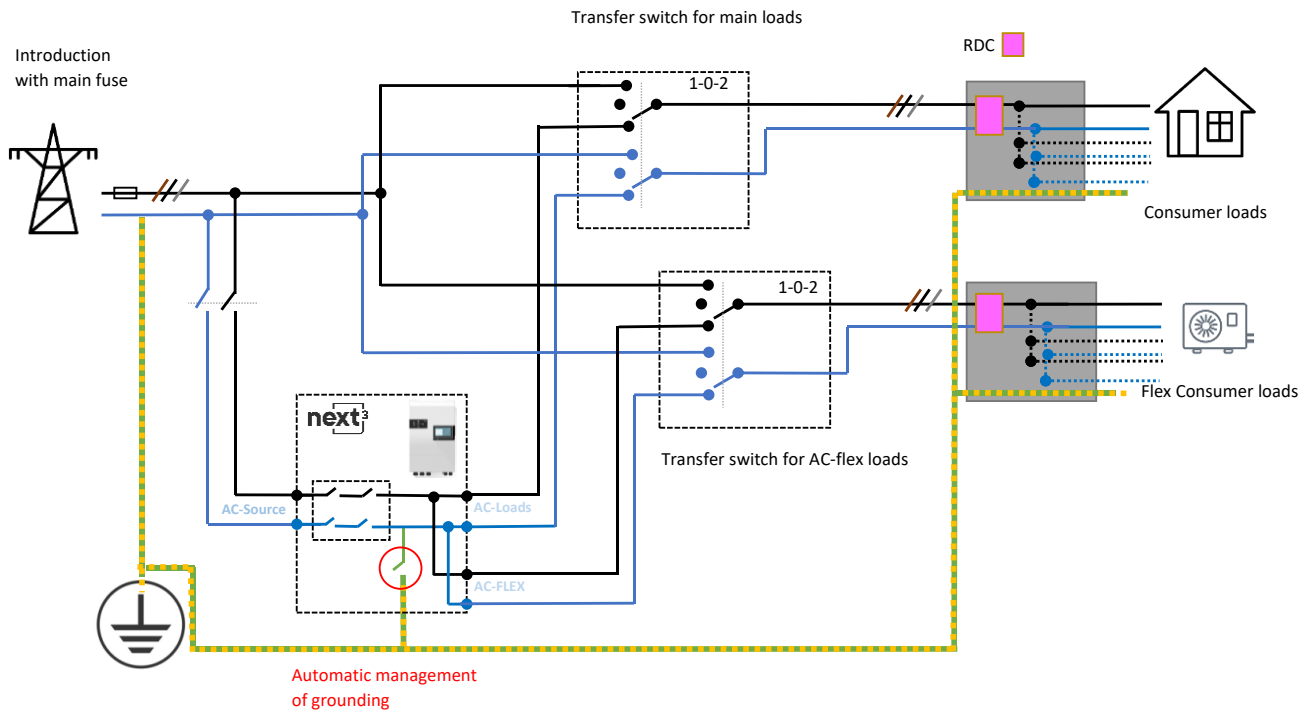 Transfer switch for main loads
Introduction
with main fuse
RDC
1-0-2
Consumer loads
1-0-2
Flex Consumer loads
next3
Transfer switch for AC-flex loads
AC-Source
AC-Loads
AC-FLEX
Automatic management
of grounding